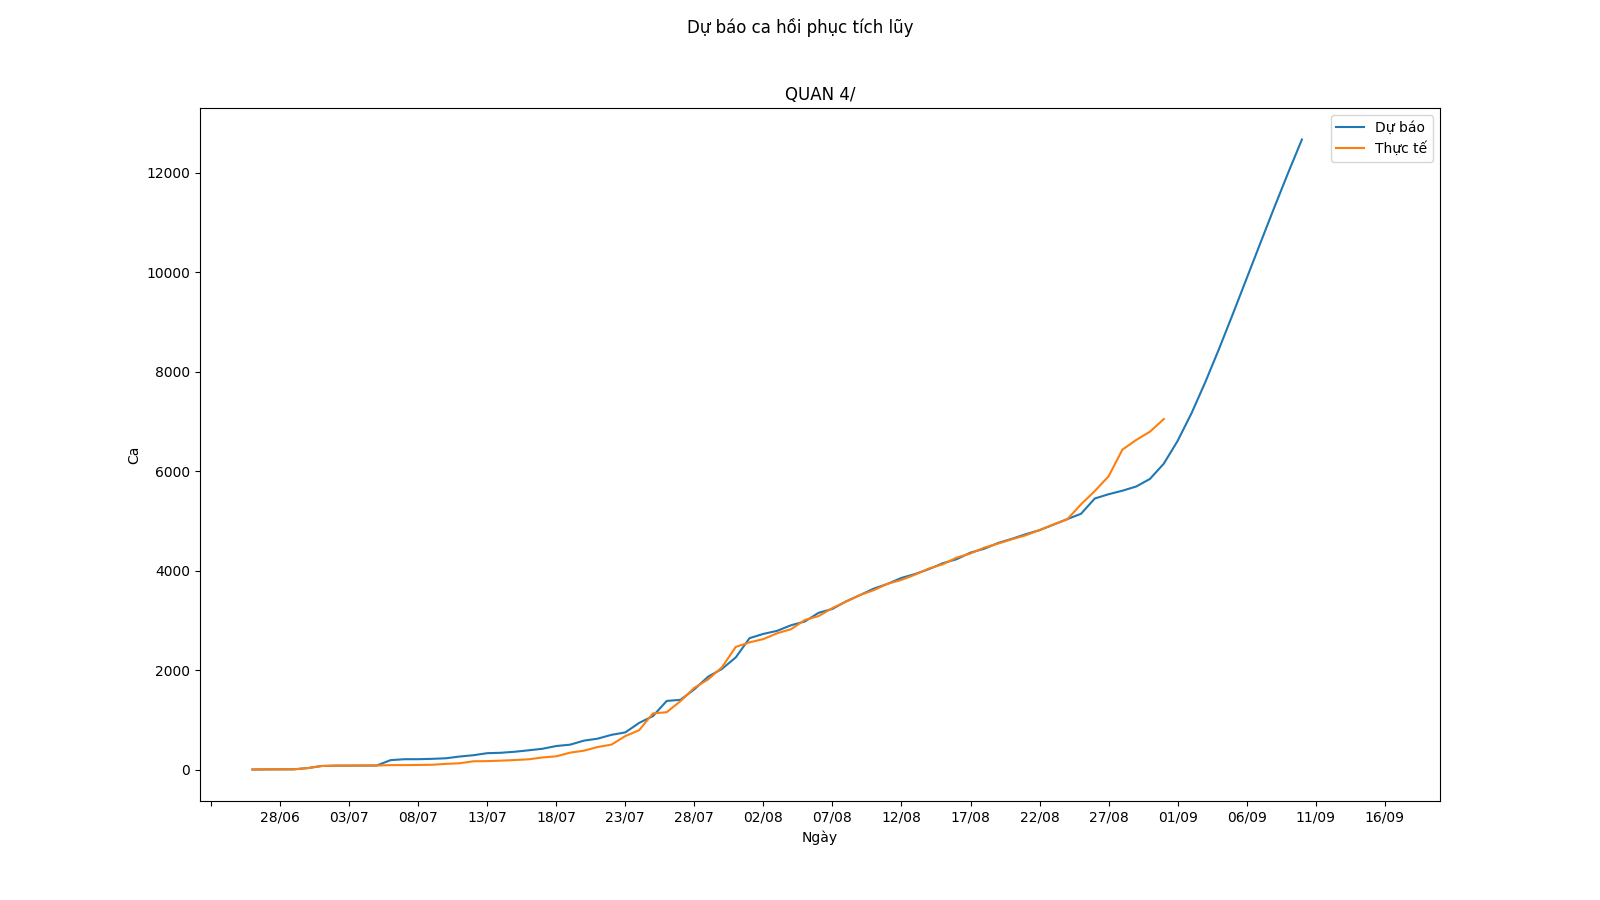 Dự báo ca hồi phục tích lũy
QUAN 4/
Dự báo
Thực tế
12000
10000
8000
6000
4000
2000
0
Ca
28/06 03/07 08/07 13/07 18/07 23/07 28/07 02/08 07/08 12/08 17/08 22/08 27/08 01/09 06/09 11/09 16/09
Ngày